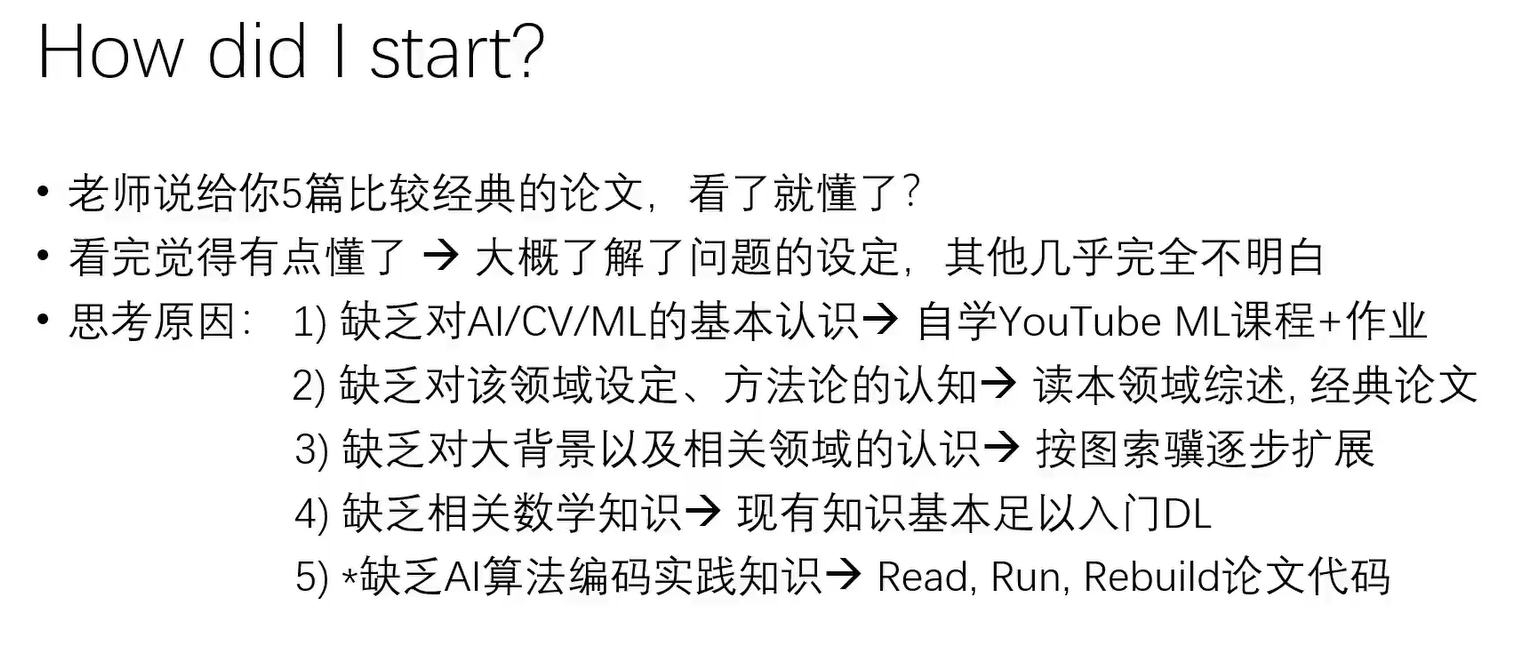 How did I start?
• 老师说给你5篇比较经典的论文，看了就懂了？
• 看完觉得有点懂了 → 大概了解了问题的设定，其他几乎完全不明白
• 思考原因： 1) 缺乏对AI/CV/ML的基本认识→ 自学YouTube ML课程+作业
2) 缺乏对该领域设定、方法论的认知→ 读本领域综述, 经典论文
3) 缺乏对大背景以及相关领域的认识→ 按图索骥逐步扩展
4) 缺乏相关数学知识→ 现有知识基本足以入门DL
5) *缺乏AI算法编码实践知识→ Read, Run, Rebuild论文代码